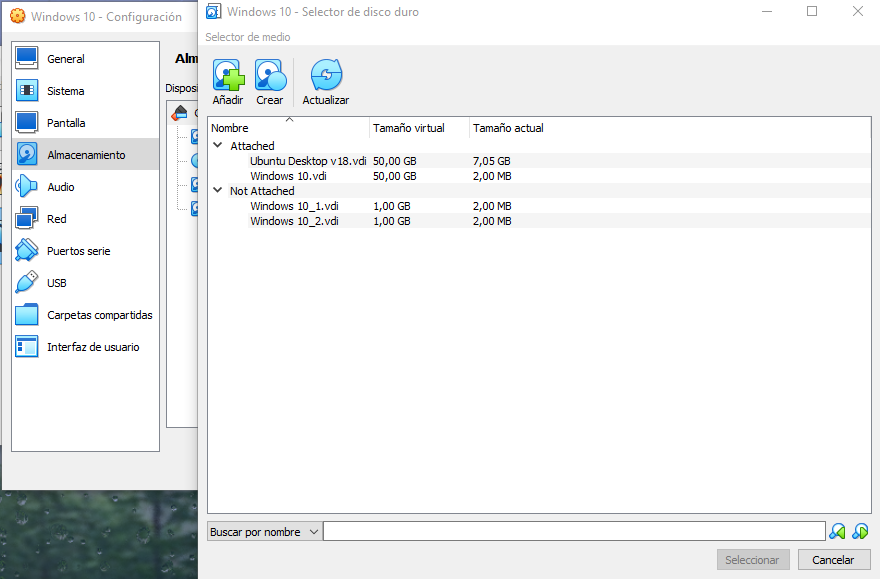 Windows 10 - Configuración
General
Sistema
Pantalla
Almacenamiento
Audio
Red
Puertos serie
USB
Carpetas compartidas
Interfaz de usuario
Windows 10 - Selector de disco duro
Selector de medio
Añadir Crear Actualizar
Nombre Tamaño virtual Tamaño actual
Attached
Ubuntu Desktop v18.vdi 50,00 GB 7,05 GB
Windows 10.vdi 50,00 GB 2,00 MB
Not Attached
Windows 10_1.vdi 1,00 GB 2,00 MB
Windows 10_2.vdi 1,00 GB 2,00 MB
Buscar por nombre
Seleccionar Cancelar